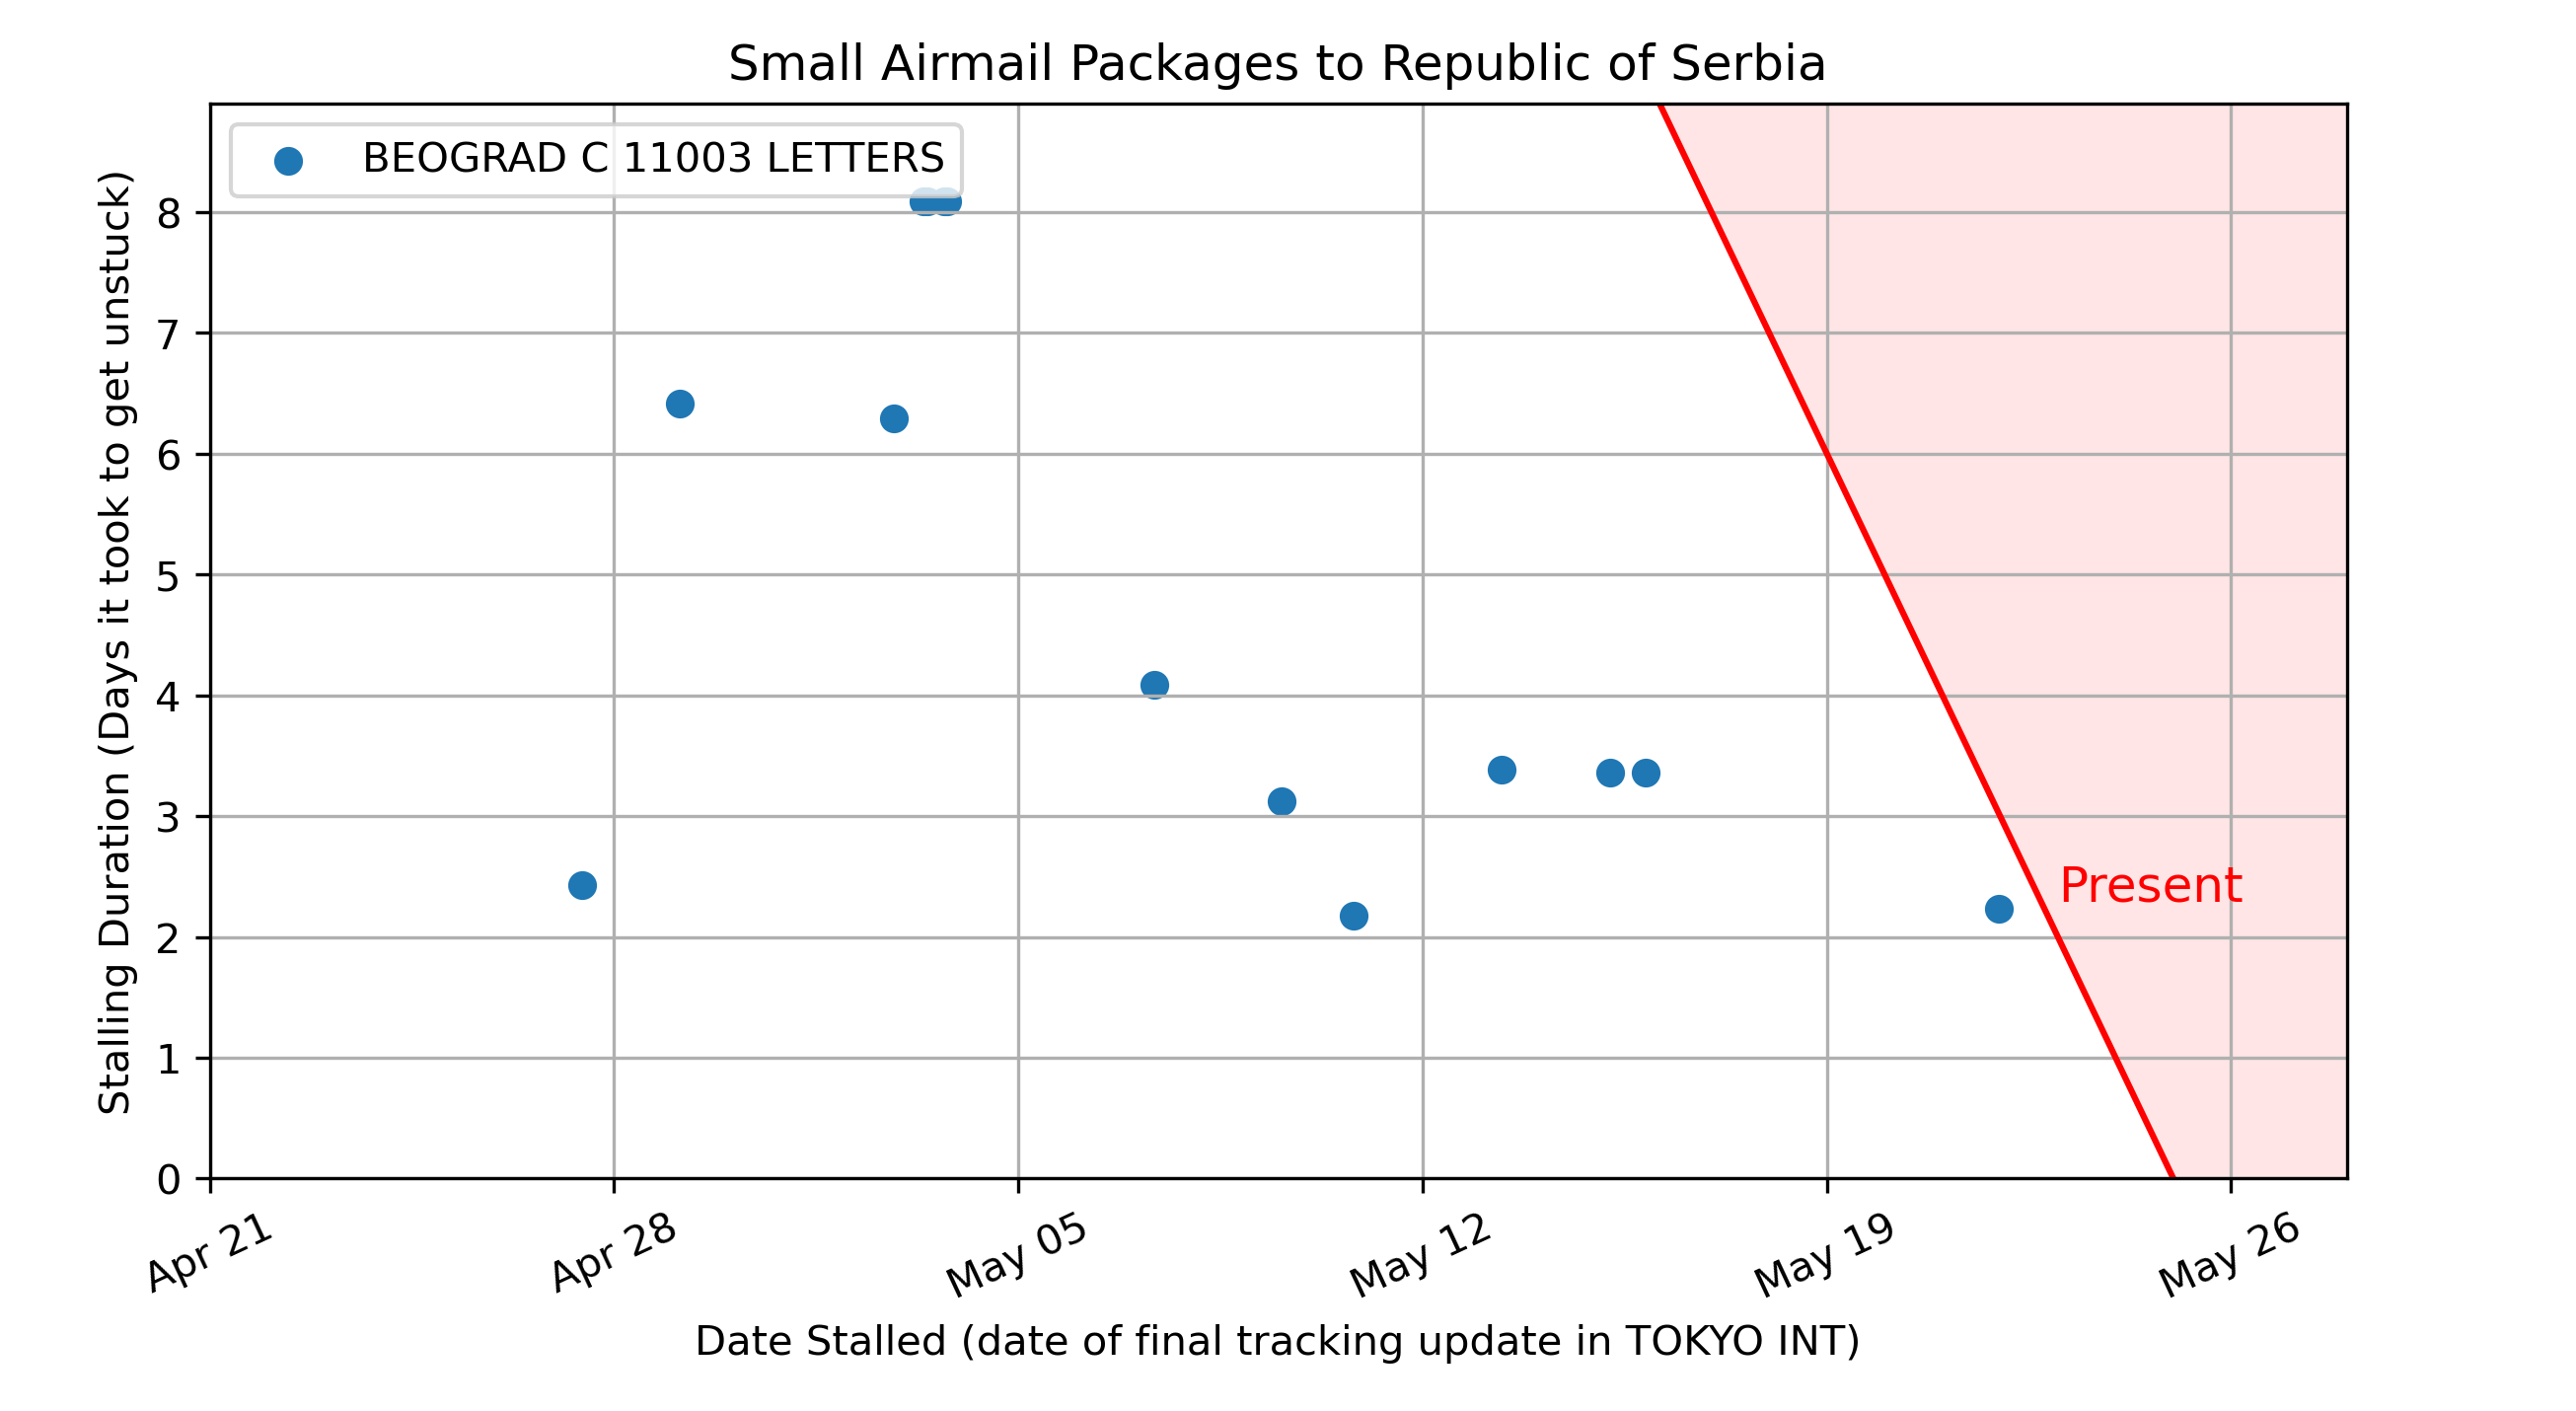 Small Airmail Packages to Republic of Serbia
BEOGRAD C 11003 LETTERS
Stalling Duration (Days it took to get unstuck)
8
7
6
5
4
3
2
1
0
Present
Apr 21
Apr 28
May 05
May 12
May 19
May 26
Date Stalled (date of final tracking update in TOKYO INT)